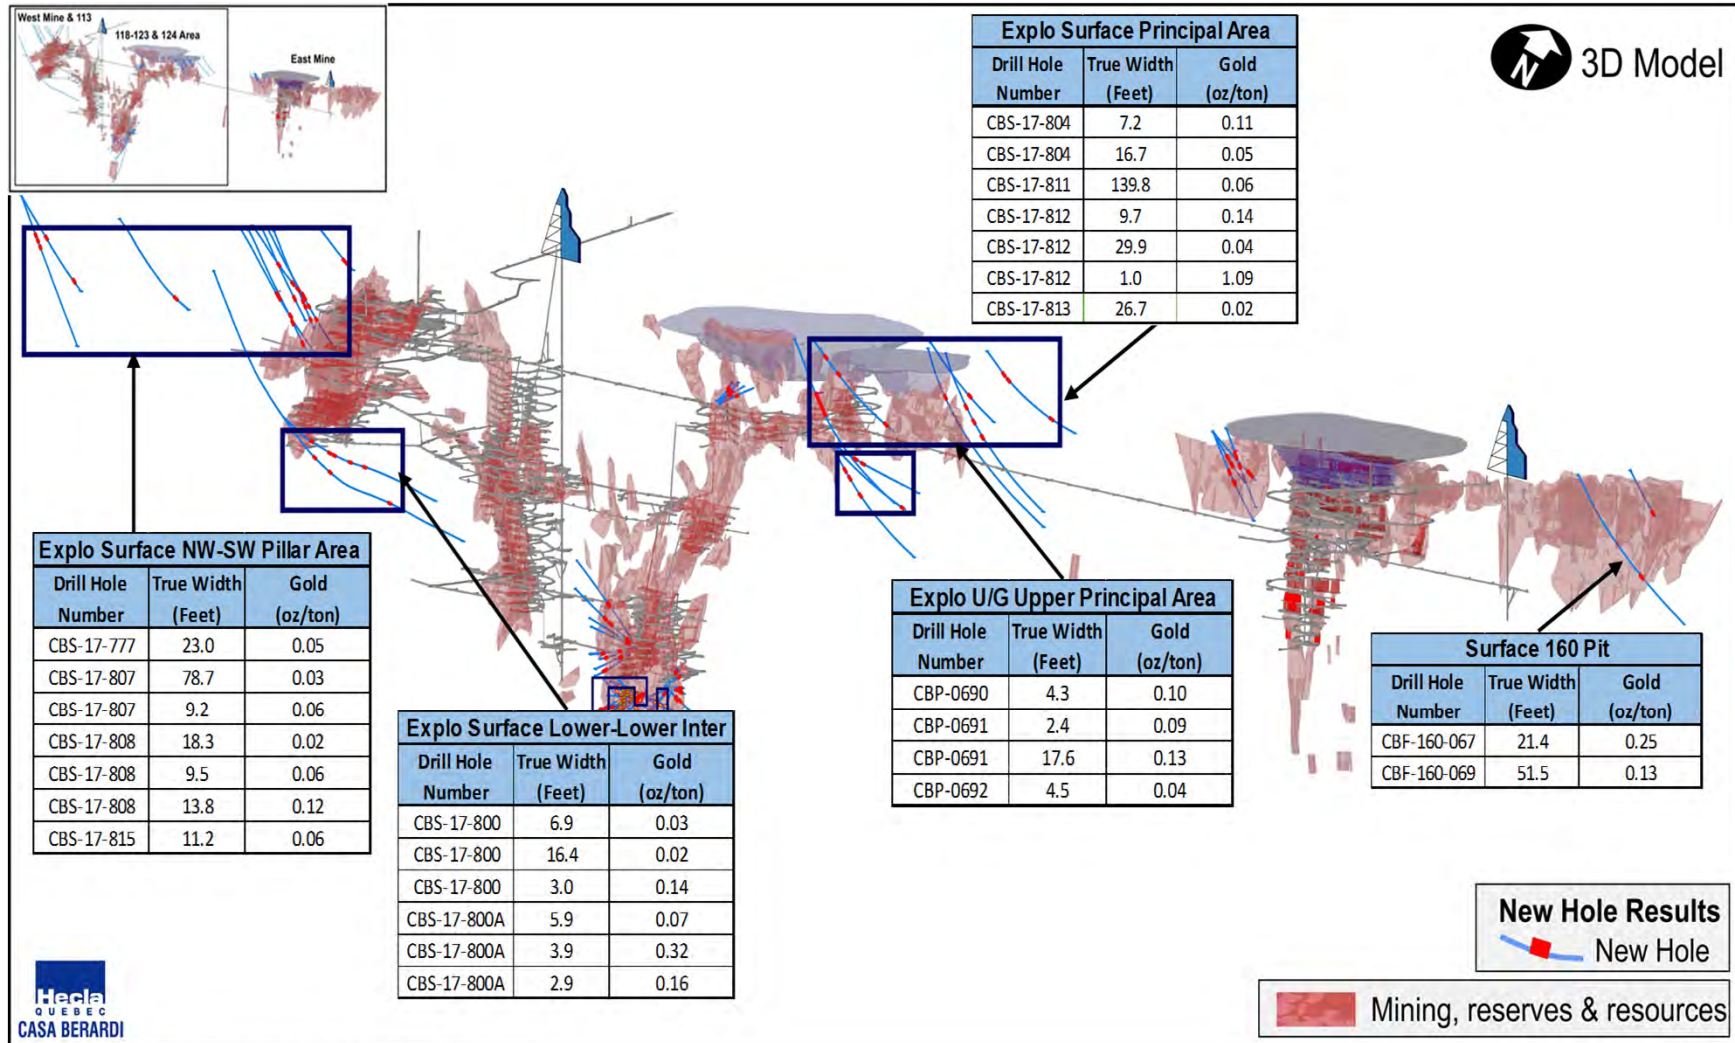 West Mine & 113
118-123 & 124 Area
East Mine
N
3D Model
Explo Surface Principal Area
Drill Hole Number True Width (Feet) Gold (oz/ton)
CBS-17-804 7.2 0.11
CBS-17-804 16.7 0.05
CBS-17-811 139.8 0.06
CBS-17-812 9.7 0.14
CBS-17-812 29.9 0.04
CBS-17-812 1.0 1.09
CBS-17-813 26.7 0.02
Explo Surface NW-SW Pillar Area
Drill Hole Number True Width (Feet) Gold (oz/ton)
CBS-17-777 23.0 0.05
CBS-17-807 78.7 0.03
CBS-17-807 9.2 0.06
CBS-17-808 18.3 0.02
CBS-17-808 9.5 0.06
CBS-17-808 13.8 0.12
CBS-17-815 11.2 0.06
Explo Surface Lower-Lower Inter
Drill Hole Number True Width (Feet) Gold (oz/ton)
CBS-17-800 6.9 0.03
CBS-17-800 16.4 0.02
CBS-17-800 3.0 0.14
CBS-17-800A 5.9 0.07
CBS-17-800A 3.9 0.32
CBS-17-800A 2.9 0.16
Explo U/G Upper Principal Area
Drill Hole Number True Width (Feet) Gold (oz/ton)
CBP-0690 4.3 0.10
CBP-0691 2.4 0.09
CBP-0691 17.6 0.13
CBP-0692 4.5 0.04
Surface 160 Pit
Drill Hole Number True Width (Feet) Gold (oz/ton)
CBF-160-067 21.4 0.25
CBF-160-069 51.5 0.13
New Hole Results
New Hole
Mining, reserves & resources
Hecla
QUEBEC
CASA BERARDI